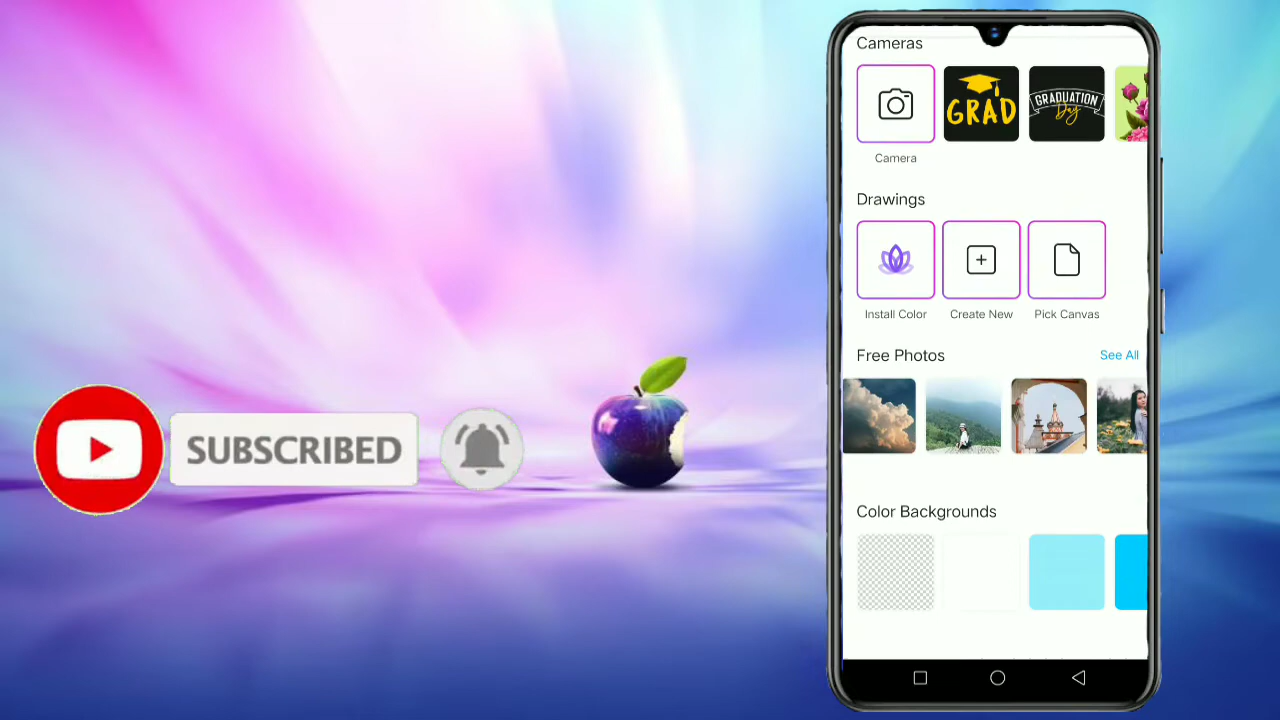 Cameras
GRAD
GRADUATION
Day
Camera
Drawings
Install Color
Create New
Pick Canvas
Free Photos
See All
SUBSCRIBED
Color Backgrounds